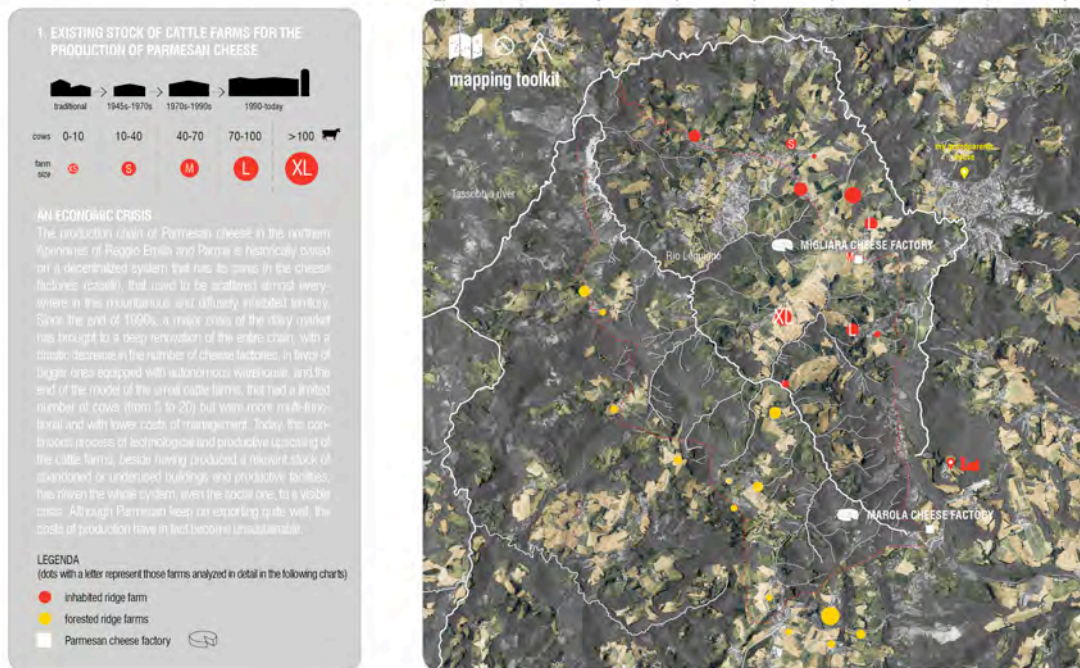 1. EXISTING STOCK OF CATTLE FARMS FOR THE
PRODUCTION OF PARMESAN CHEESE
traditional 1945s-1970s 1970s-1990s 1990-today
cows 0-10 10-40 40-70 70-100 >100
farm
size XS S M L XL
AN ECONOMIC CRISIS
The production chain of Parmesan cheese in the northern
Apennines of Reggio Emilia and Parma is historically based
on a decentralized system that has its pivots in the cheese
factories (caselli), that used to be scattered almost every-
where in this mountainous and diffusely inhabited territory.
Since the end of 1990s, a major crisis of the dairy market
has brought to a deep renovation of the entire chain, with a
drastic decrease in the number of cheese factories, in favor of
bigger ones equipped with autonomous warehouse, and the
end of the model of the small cattle farms, that had a limited
number of cows (from 5 to 20) but were more multi-func-
tional and with lower costs of management. Today, this con-
tinuous process of technological and productive upscaling of
the cattle farms, beside having produced a relevant stock of
abandoned or underused buildings and productive facilities,
has driven the whole system, even the social one, to a visible
crisis. Although Parmesan keep on exporting quite well, the
costs of production have in fact become unsustainable.
LEGENDA
(dots with a letter represent those farms analyzed in detail in the following charts)
inhabited ridge farm
forested ridge farms
Parmesan cheese factory
mapping toolkit
S
my grandparents
house
Tassobbio river
L
MIGLIARA CHEESE FACTORY
Rio Leguigno
M
XL
L
MAROLA CHEESE FACTORY